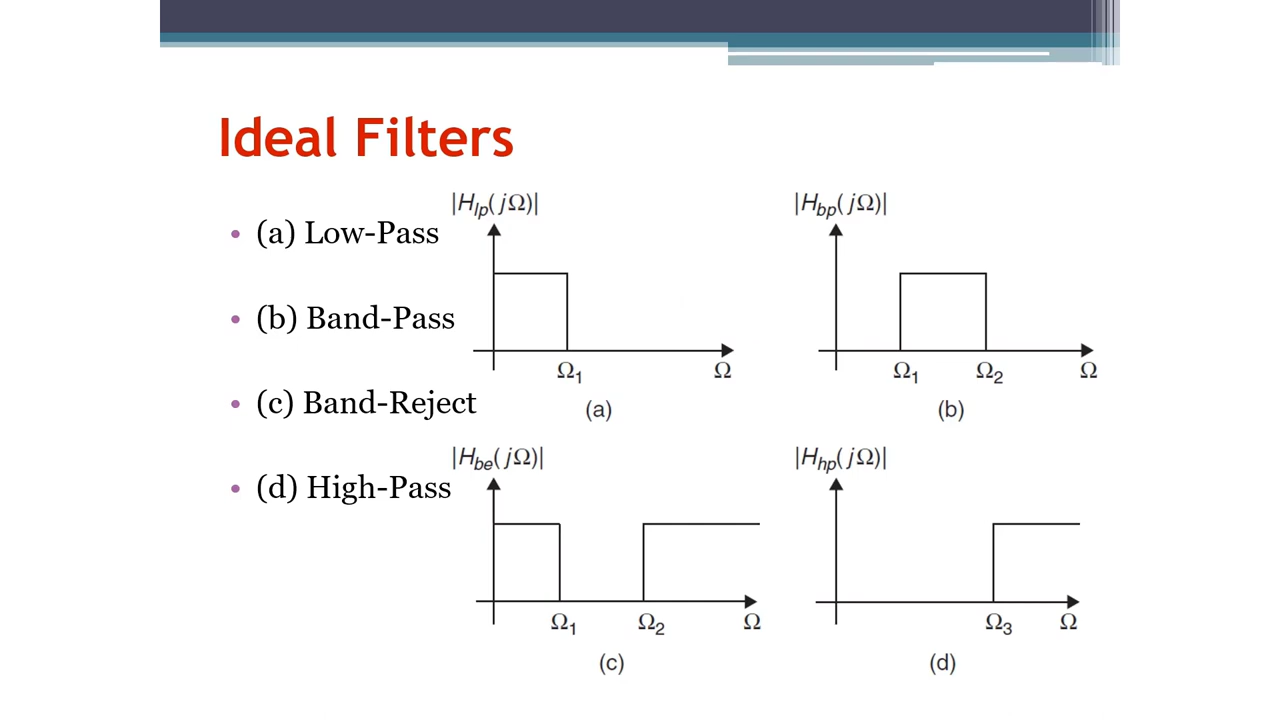 Ideal Filters
• (a) Low-Pass
• (b) Band-Pass
• (c) Band-Reject
• (d) High-Pass
|Hlp(jΩ)|
Ω1
Ω
(a)
|Hbp(jΩ)|
Ω1
Ω2
Ω
(b)
|Hbe(jΩ)|
Ω1
Ω2
Ω
(c)
|Hhp(jΩ)|
Ω3
Ω
(d)